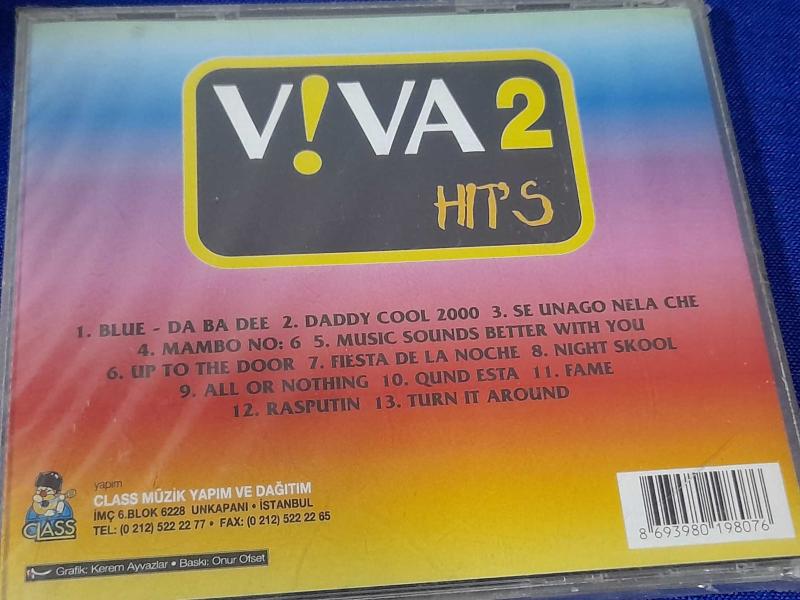 V!VA 2
HIT'S
1. BLUE - DA BA DEE 2. DADDY COOL 2000 3. SE UNAGO NELA CHE
4. MAMBO NO: 6 5. MUSIC SOUNDS BETTER WITH YOU
6. UP TO THE DOOR 7. FIESTA DE LA NOCHE 8. NIGHT SKOOL
9. ALL OR NOTHING 10. QUND ESTA 11. FAME
12. RASPUTIN 13. TURN IT AROUND
yapım
CLASS MÜZİK YAPIM VE DAĞITIM
İMÇ 6.BLOK 6228 UNKAPANI • İSTANBUL
TEL: (0 212) 522 22 77 • FAX: (0 212) 522 22 65
CLASS
Grafik: Kerem Ayvazlar • Baskı: Onur Ofset
8 693980 198076